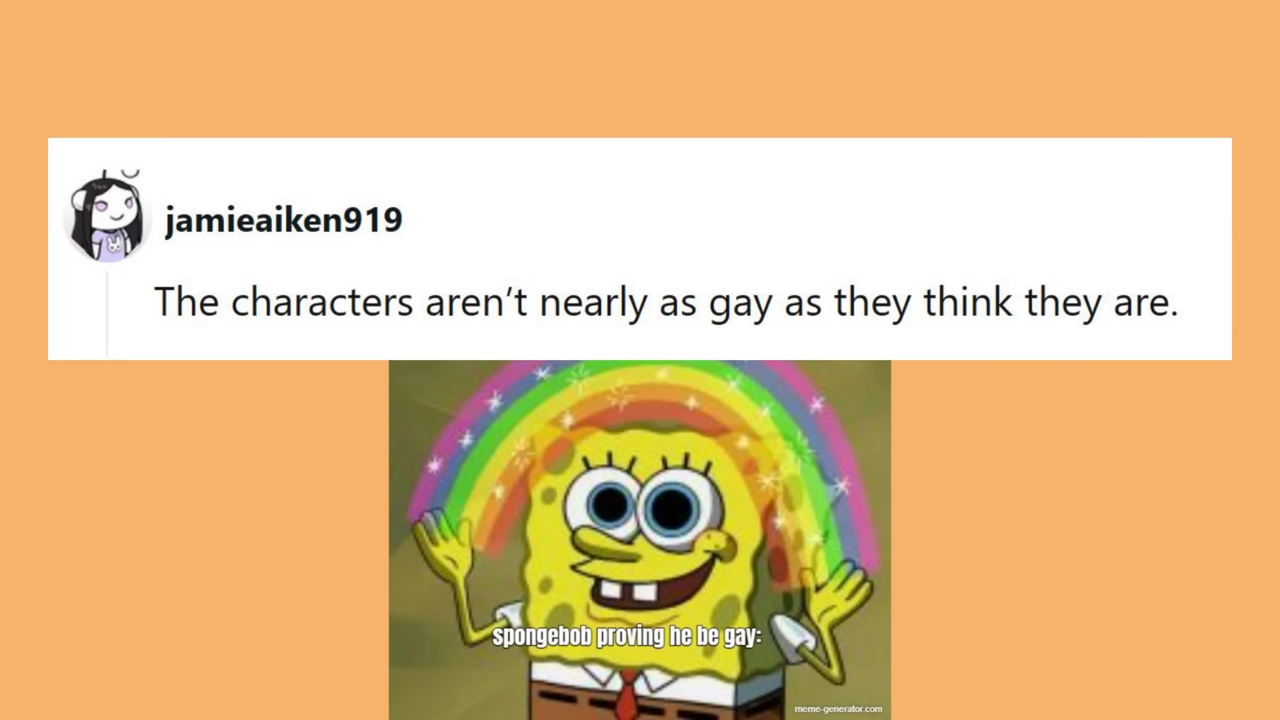 jamieaiken919
The characters aren’t nearly as gay as they think they are.
spongebob proving he be gay:
meme-generator.com